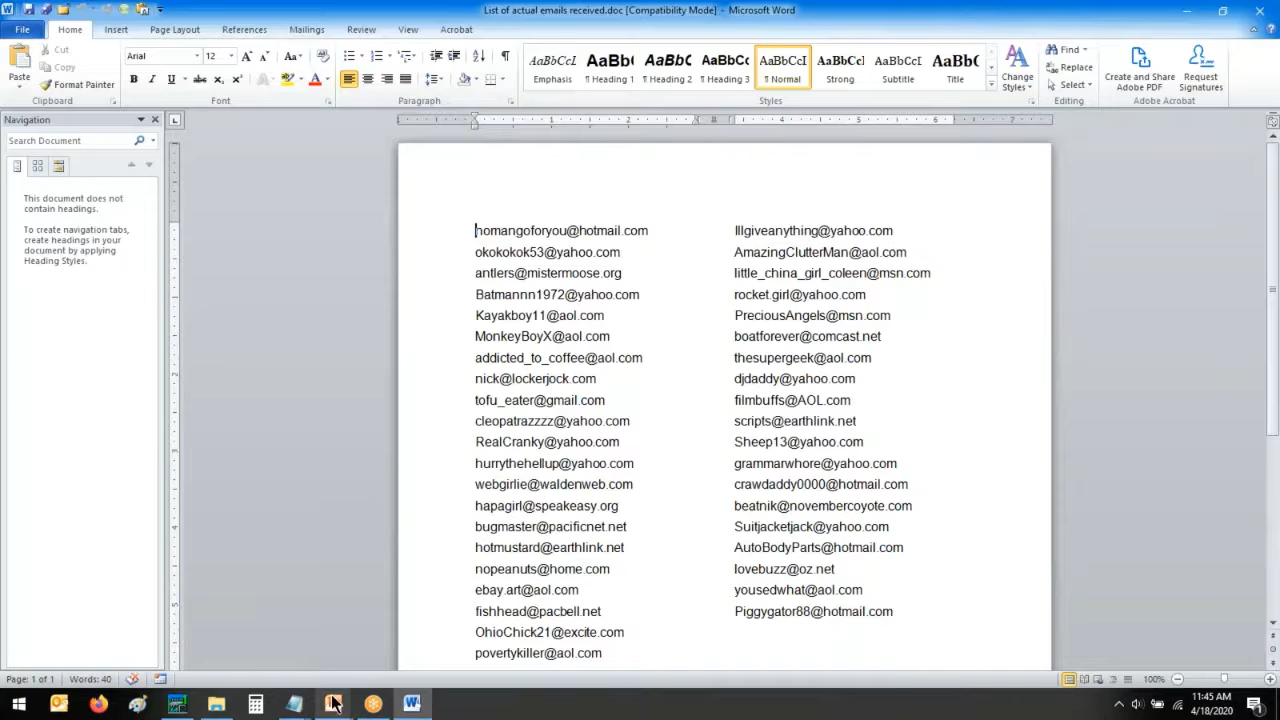 List of actual emails received.doc [Compatibility Mode] - Microsoft Word
File Home Insert Page Layout References Mailings Review View Acrobat
Paste
Cut
Copy
Format Painter
Clipboard
Arial 12
Font
Paragraph
AaBbCcI AaBb( AaBbC AaBbCc AaBbCcI AaBbCcI AaBbCcI AaBb(
Emphasis ¶ Heading 1 ¶ Heading 2 ¶ Heading 3 ¶ Normal Strong Subtitle Title
Styles
Change Styles
Find
Replace
Select
Editing
Create and Share Adobe PDF
Request Signatures
Adobe Acrobat
Navigation
Search Document
This document does not
contain headings.
To create navigation tabs,
create headings in your
document by applying
Heading Styles.
1 2 3 4 5 6 7
nomangoforyou@hotmail.com
okokokok53@yahoo.com
antlers@mistermoose.org
Batmannn1972@yahoo.com
Kayakboy11@aol.com
MonkeyBoyX@aol.com
addicted_to_coffee@aol.com
nick@lockerjock.com
tofu_eater@gmail.com
cleopatrazzzz@yahoo.com
RealCranky@yahoo.com
hurrythehellup@yahoo.com
webgirlie@waldenweb.com
hapagirl@speakeasy.org
bugmaster@pacificnet.net
hotmustard@earthlink.net
nopeanuts@home.com
ebay.art@aol.com
fishhead@pacbell.net
OhioChick21@excite.com
povertykiller@aol.com
Illgiveanything@yahoo.com
AmazingClutterMan@aol.com
little_china_girl_coleen@msn.com
rocket.girl@yahoo.com
PreciousAngels@msn.com
boatforever@comcast.net
thesupergeek@aol.com
djdaddy@yahoo.com
filmbuffs@AOL.com
scripts@earthlink.net
Sheep13@yahoo.com
grammarwhore@yahoo.com
crawdaddy0000@hotmail.com
beatnik@novembercoyote.com
Suitjacketjack@yahoo.com
AutoBodyParts@hotmail.com
lovebuzz@oz.net
yousedwhat@aol.com
Piggygator88@hotmail.com
Page: 1 of 1 Words: 40
100%
11:45 AM
4/18/2020